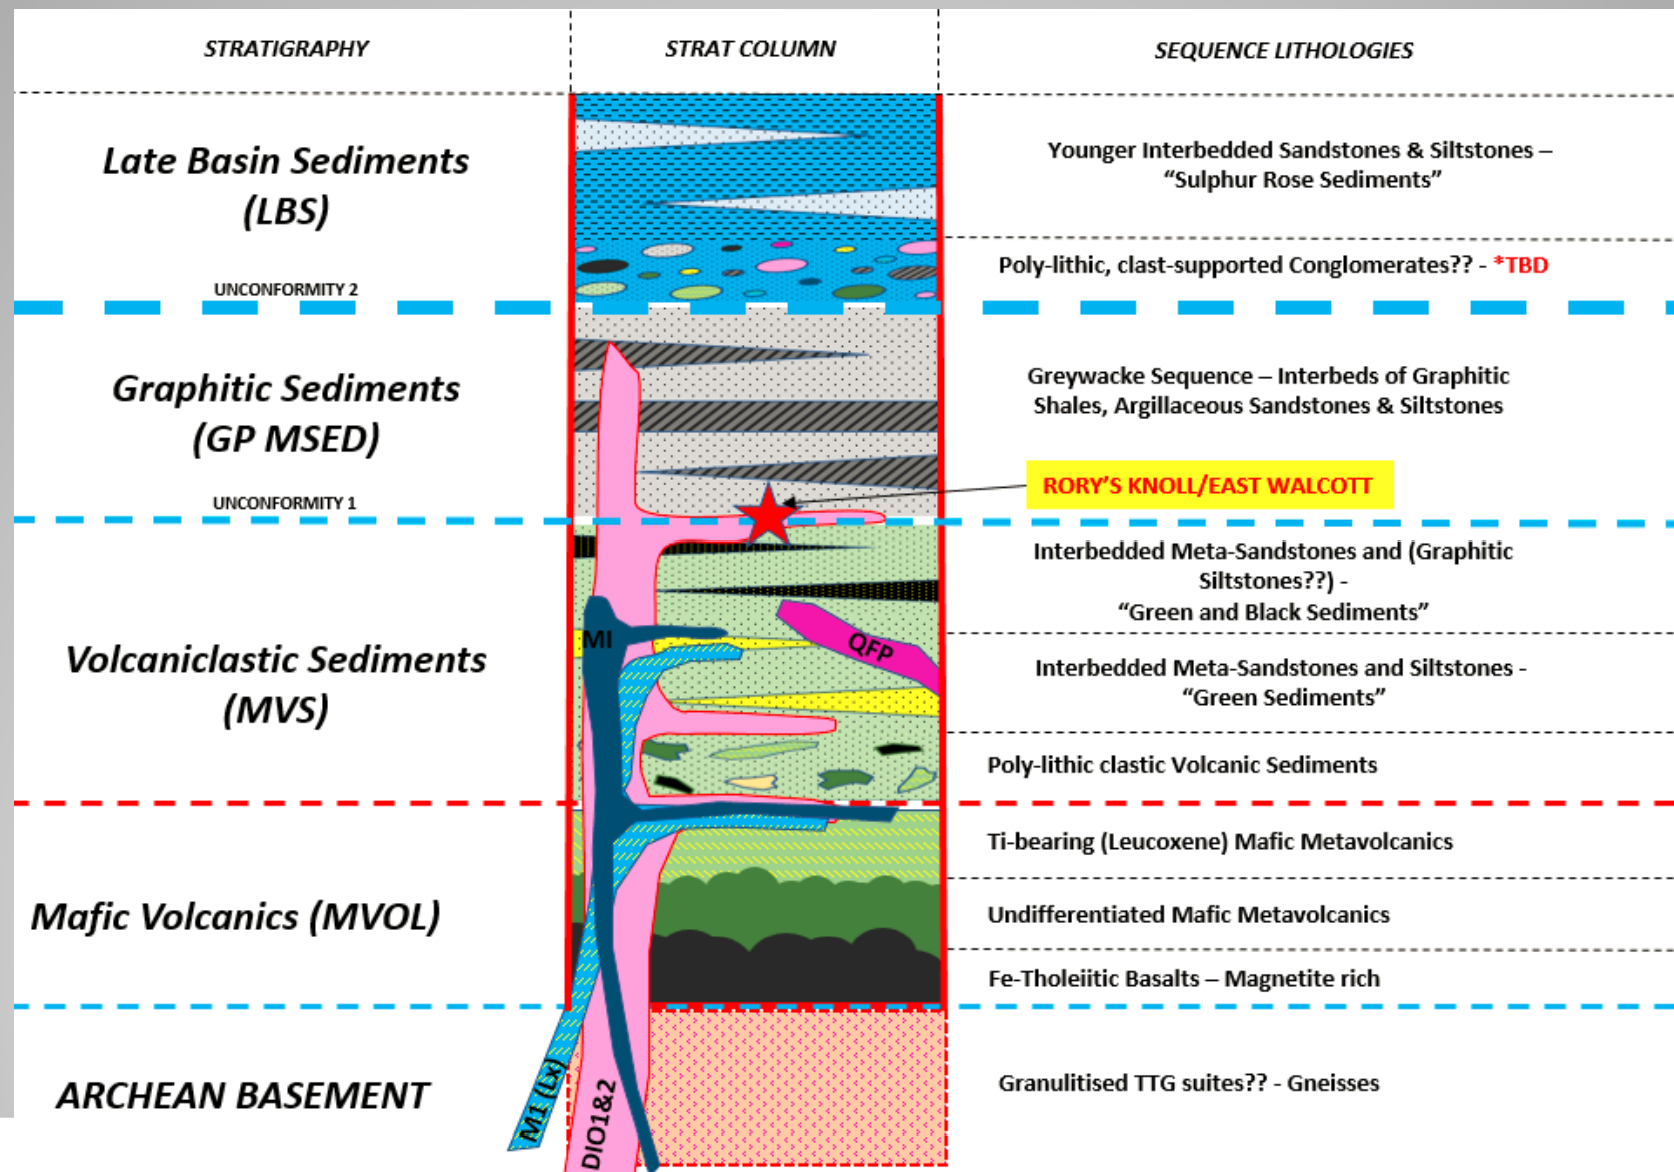 STRATIGRAPHY
STRAT COLUMN
SEQUENCE LITHOLOGIES
Late Basin Sediments
(LBS)
Younger Interbedded Sandstones & Siltstones –
“Sulphur Rose Sediments”
Poly-lithic, clast-supported Conglomerates?? - *TBD
UNCONFORMITY 2
Graphitic Sediments
(GP MSED)
Greywacke Sequence – Interbeds of Graphitic
Shales, Argillaceous Sandstones & Siltstones
RORY’S KNOLL/EAST WALCOTT
UNCONFORMITY 1
Interbedded Meta-Sandstones and (Graphitic
Siltstones??) -
“Green and Black Sediments”
Volcaniclastic Sediments
(MVS)
MI
QFP
Interbedded Meta-Sandstones and Siltstones -
“Green Sediments”
Poly-lithic clastic Volcanic Sediments
Mafic Volcanics (MVOL)
Ti-bearing (Leucoxene) Mafic Metavolcanics
Undifferentiated Mafic Metavolcanics
Fe-Tholeiitic Basalts – Magnetite rich
ARCHEAN BASEMENT
M1 (Lx)
DIO1&2
Granulitised TTG suites?? - Gneisses